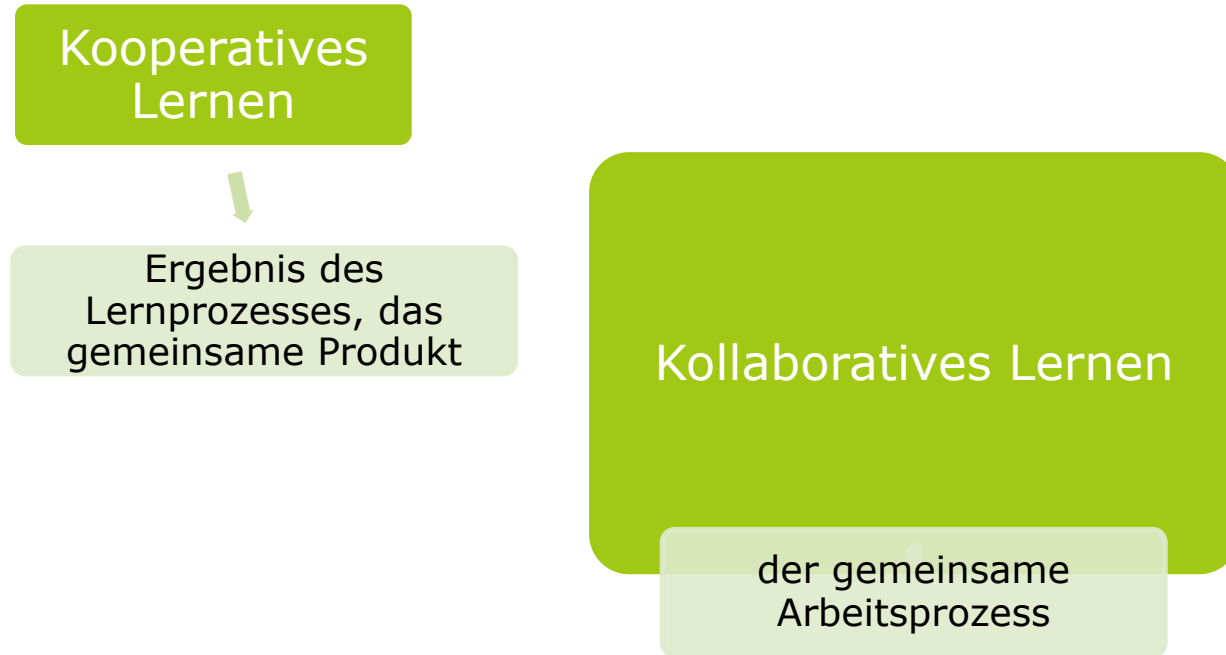 Kooperatives
Lernen
Ergebnis des
Lernprozesses, das
gemeinsame Produkt
Kollaboratives Lernen
der gemeinsame
Arbeitsprozess